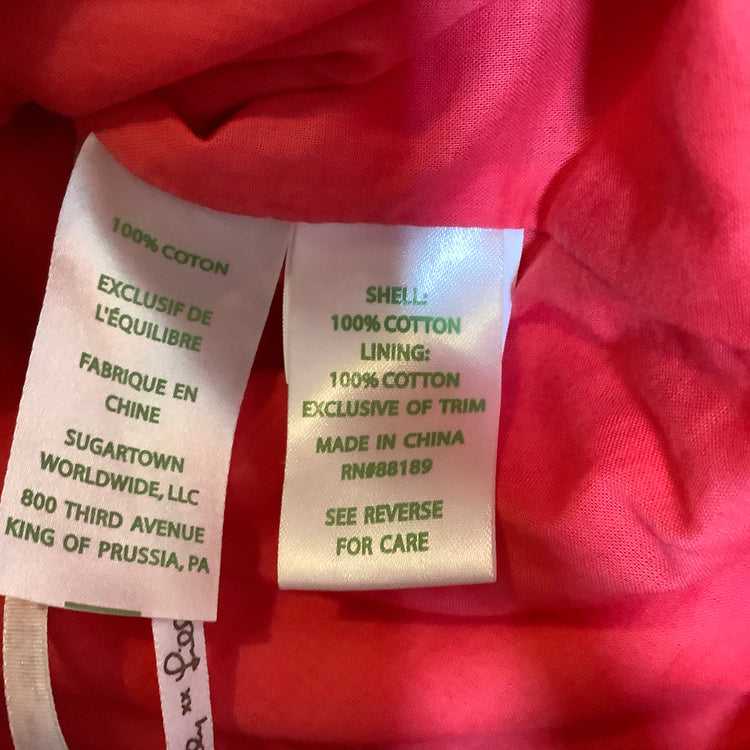 100% COTON
EXCLUSIF DE
L'ÉQUILIBRE
FABRIQUE EN
CHINE
SUGARTOWN
WORLDWIDE, LLC
800 THIRD AVENUE
KING OF PRUSSIA, PA
SHELL:
100% COTTON
LINING:
100% COTTON
EXCLUSIVE OF TRIM
MADE IN CHINA
RN#88189
SEE REVERSE
FOR CARE